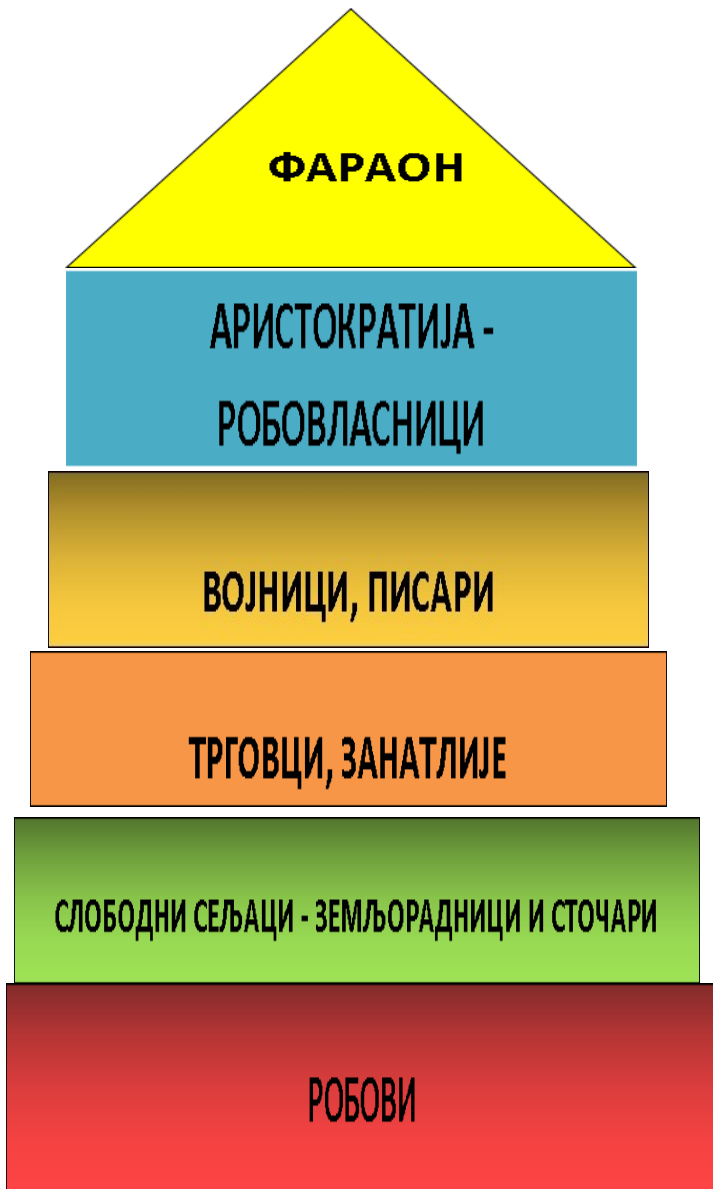 ФАРАОН
АРИСТОКРАТИЈА -
РОБОВЛАСНИЦИ
ВОЈНИЦИ, ПИСАРИ
ТРГОВЦИ, ЗАНАТЛИЈЕ
СЛОБОДНИ СЕЉАЦИ - ЗЕМЉОРАДНИЦИ И СТОЧАРИ
РОБОВИ